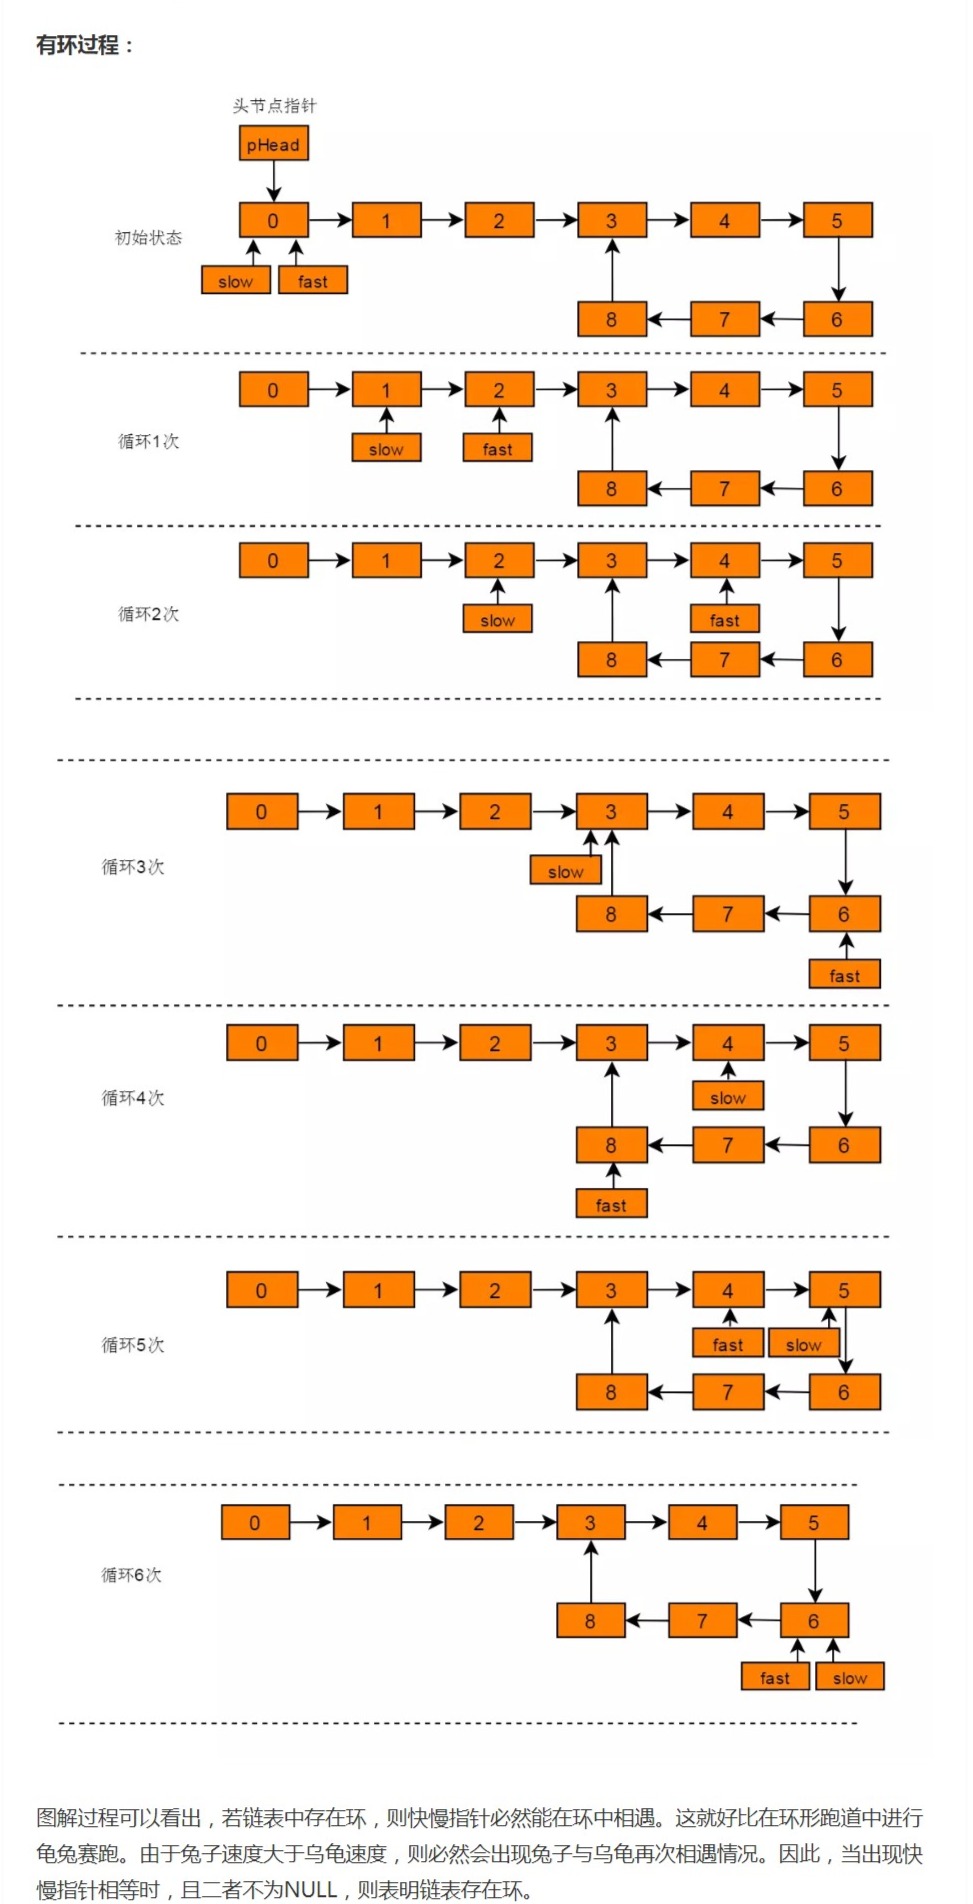 有环过程：
头节点指针
pHead
初始状态
0 1 2 3 4 5
slow fast
8 7 6
0 1 2 3 4 5
循环1次
slow fast
8 7 6
0 1 2 3 4 5
循环2次
slow fast
8 7 6
0 1 2 3 4 5
循环3次
slow
8 7 6
fast
0 1 2 3 4 5
循环4次
slow
8 7 6
fast
0 1 2 3 4 5
循环5次
fast slow
8 7 6
0 1 2 3 4 5
循环6次
8 7 6
fast slow
图解过程可以看出，若链表中存在环，则快慢指针必然能在环中相遇。这就好比在环形跑道中进行
龟兔赛跑。由于兔子速度大于乌龟速度，则必然会出现兔子与乌龟再次相遇情况。因此，当出现快
慢指针相等时，且二者不为NULL，则表明链表存在环。